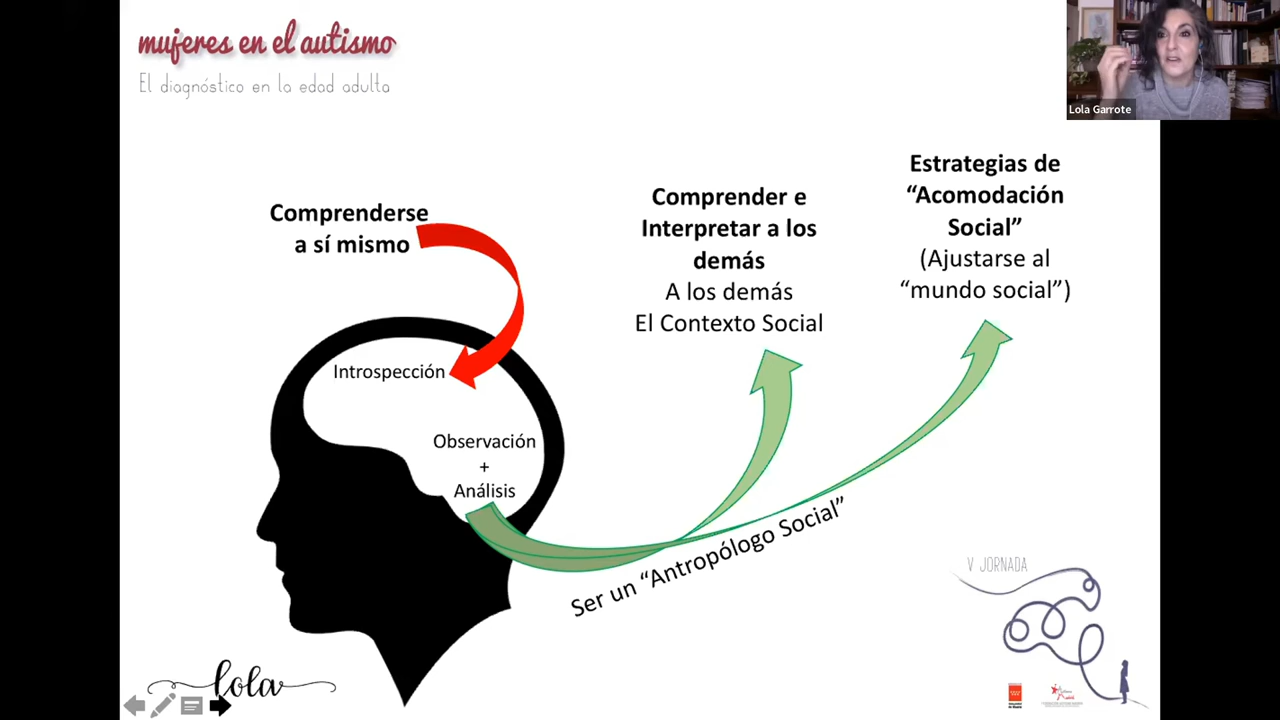 mujeres en el autismo
El diagnóstico en la edad adulta
Lola Garrote
Comprenderse
a sí mismo
Introspección
Observación
+
Análisis
Comprender e
Interpretar a los
demás
A los demás
El Contexto Social
Estrategias de
“Acomodación
Social”
(Ajustarse al
“mundo social”)
Ser un “Antropólogo Social”
V JORNADA
lola